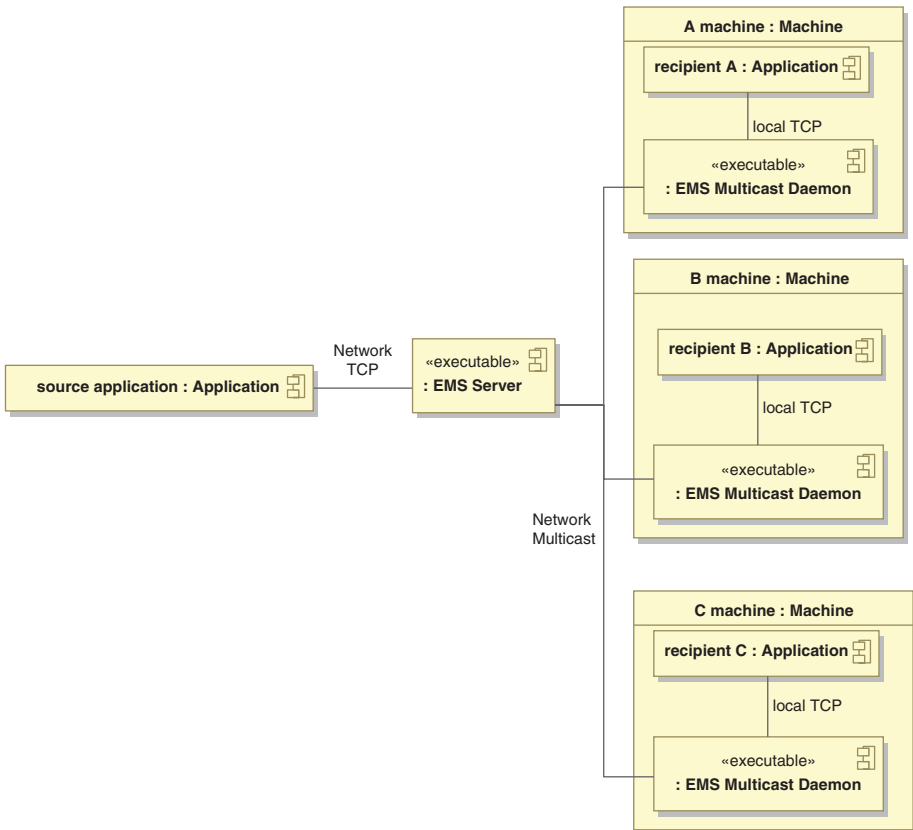 A machine : Machine
recipient A : Application
local TCP
«executable»
: EMS Multicast Daemon
B machine : Machine
recipient B : Application
local TCP
«executable»
: EMS Multicast Daemon
Network
TCP
source application : Application
«executable»
: EMS Server
Network
Multicast
C machine : Machine
recipient C : Application
local TCP
«executable»
: EMS Multicast Daemon